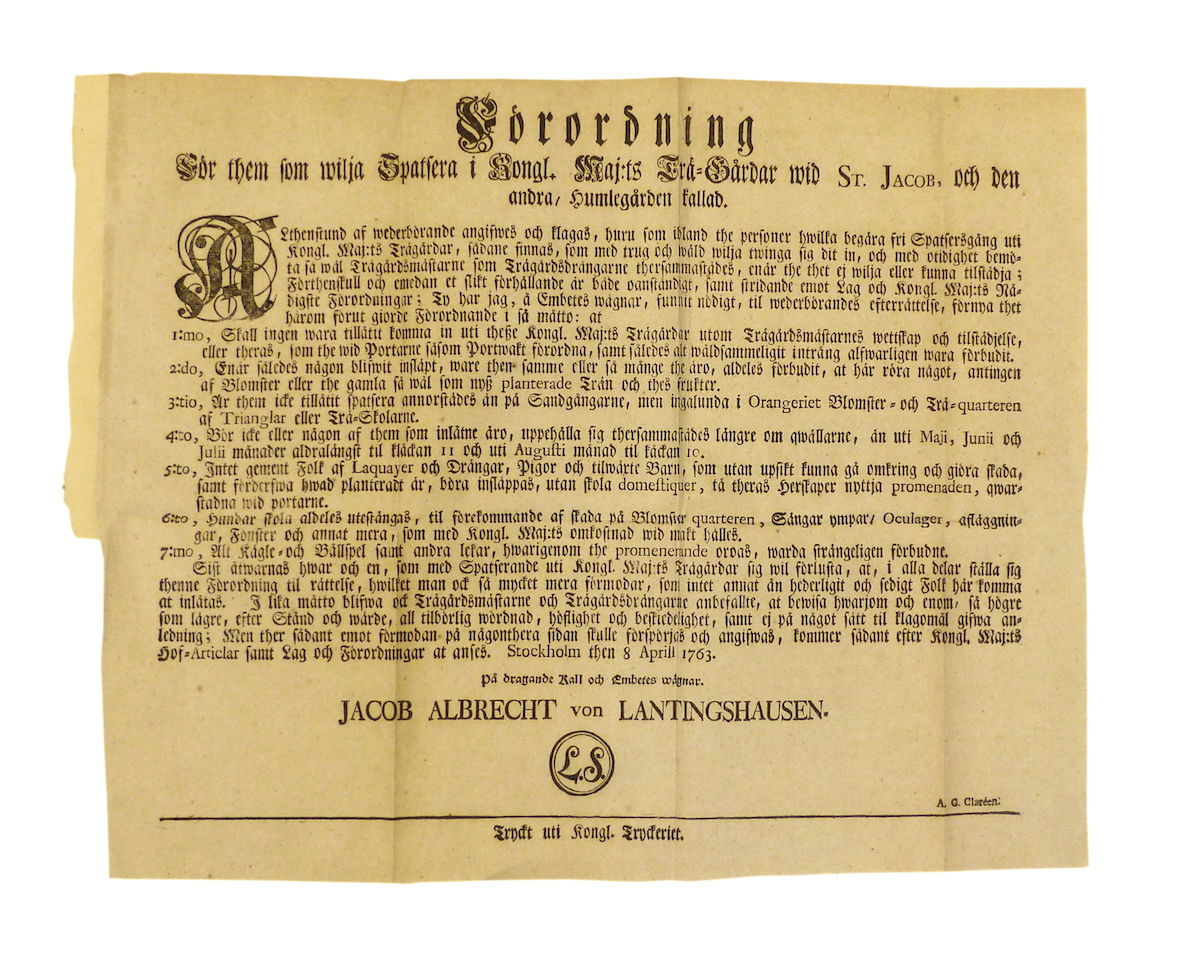 Förordning
För them som wilja Spatsera i Kongl. Maj:ts Trä-Gårdar wid St. Jacob, och den
andra/ Humlegården kallad.
Althenstund af wederbörande angifwes och klagas, huru som ibland the personer hwilka begära fri Spatsersgång uti
Kongl. Maj:ts Trägårdar, sådane finnas, som med trug och wåld wilja twinga sig dit in, och med otidighet bemö-
ta så wäl Trägårdsmästarne som Trägårdsdrängarne thersammastädes, enär the thet ej wilja eller kunna tilstädja;
Förthenskull och emedan et slikt förhållande är både oanständigt, samt stridande emot Lag och Kongl. Maj:ts Nå-
digste Förordningar; Ty har jag, å Embetes wägnar, funnit nödigt, til wederbörandes efterrättelse, förnya thet
härom förut giorde Förordnande i så måtto: at
1:mo, Skall ingen wara tillåtit komma in uti theße Kongl. Maj:ts Trägårdar utom Trägårdsmästarnes wettskap och tilstädjelse,
eller theras, som the wid Portarne såsom Portwakt förordna, samt således alt wåldsammeligit intrång alfwarligen wara förbudit.
2:do, Enär således någon blifwit insläpt, ware then samme eller så månge the äro, aldeles förbudit, at här röra något, antingen
af Blomster eller the gamla så wäl som nyß planterade Trän och thes frukter.
3:tio, Är them icke tillåtit spatsera annorstädes än på Sandgångarne, men ingalunda i Orangeriet Blomster- och Trä-quarteren
af Trianglar eller Trä-Skolarne.
4:to, Bör icke eller någon af them som inlåtne äro, uppehålla sig thersammastädes längre om qwällarne, än uti Maji, Junii och
Julii månader aldralängst til kläckan 11 och uti Augusti månad til kläckan 10.
5:to, Intet gement Folk af Laquayer och Drängar, Pigor och tilwärte Barn, som utan upsikt kunna gå omkring och giöra skada,
samt förderfwa hwad planteradt är, böra insläppas, utan skola domestiquer, tå theras Herskaper nyttja promenaden, qwar-
stadna wid portarne.
6:to, Hundar skola aldeles utestängas, til förekommande af skada på Blomster quarteren, Sängar ympar/ Oculager, afläggnin-
gar, Fönster och annat mera, som med Kongl. Maj:ts omkostnad wid makt hålles.
7:mo, Alt Kägle-och Bållspel samt andra lekar, hwarigenom the promenerande oroas, warda strängeligen förbudne.
Sist åtwarnas hwar och en, som med Spatserande uti Kongl. Maj:ts Trägårdar sig wil förlusta, at, i alla delar ställa sig
thenne Förordning til rättelse, hwilket man ock så mycket mera förmodar, som intet annat än hederligit och sedigt Folk här komma
at inlåtas. I lika måtto blifwa ock Trägårdsmästarne och Trägårdsdrängarne anbefallte, at bewisa hwarjom och enom, så högre
som lägre, efter Stånd och wärde, all tilbörlig wördnad, höflighet och beskiedelighet, samt ej på något sätt til klagomål gifwa an-
ledning; Men ther sådant emot förmodan på någonthera sidan skulle förspörjas och angifwas, kommer sådant efter Kongl. Maj:ts
Hof-Articlar samt Lag och Förordningar at anses. Stockholm then 8 Aprill 1763.
På dragande Kall och Embetes wägnar.
JACOB ALBRECHT von LANTINGSHAUSEN.
L.S.
A. G. Claréen.
Tryckt uti Kongl. Tryckeriet.